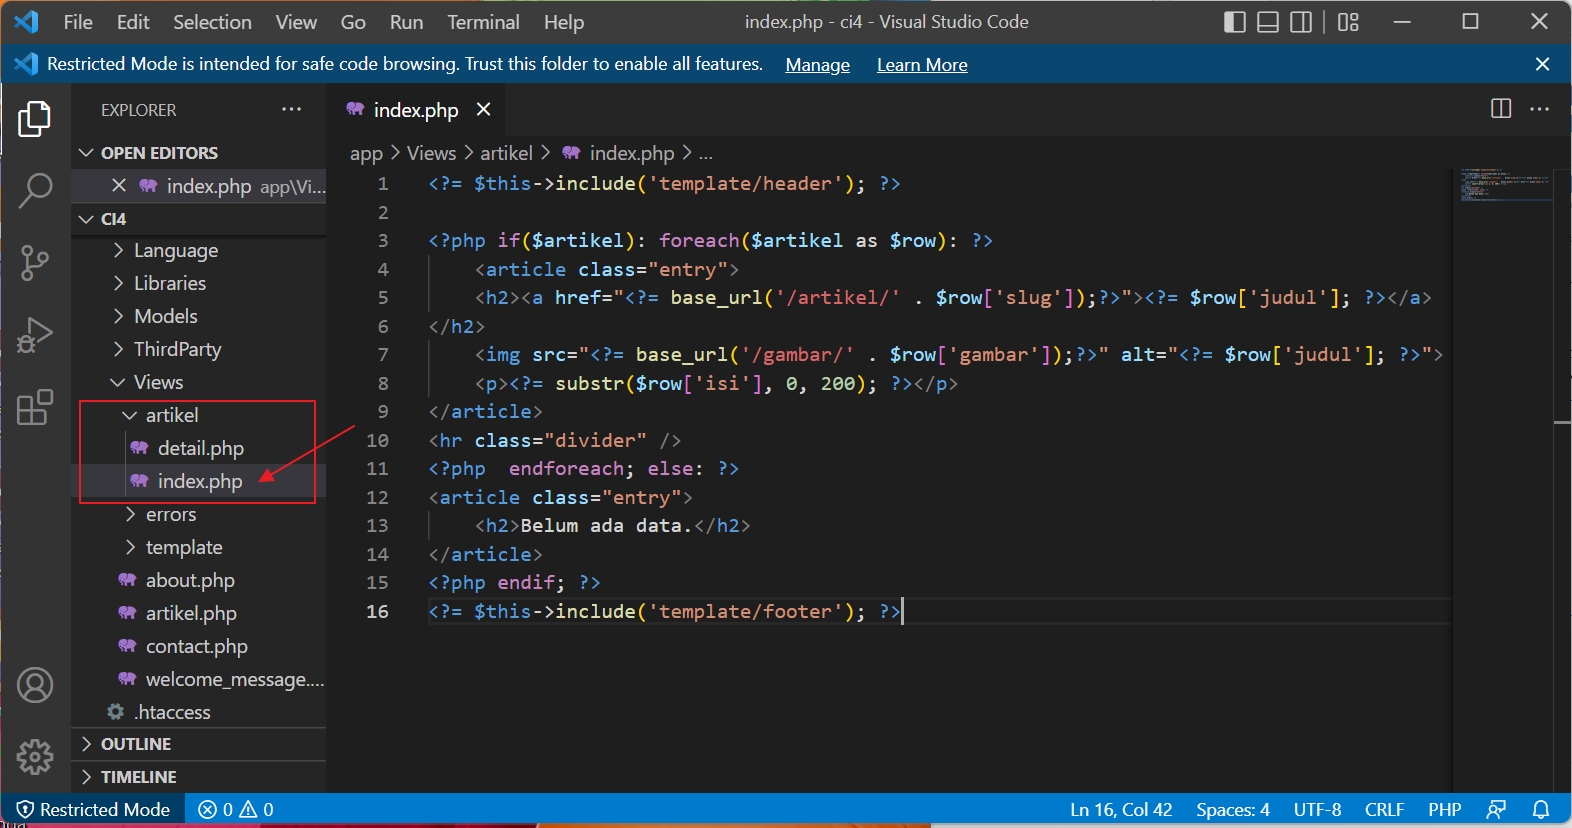 File Edit Selection View Go Run Terminal Help index.php - ci4 - Visual Studio Code
Restricted Mode is intended for safe code browsing. Trust this folder to enable all features. Manage Learn More
EXPLORER ...
OPEN EDITORS
index.php app\Vi...
CI4
Language
Libraries
Models
ThirdParty
Views
artikel
detail.php
index.php
errors
template
about.php
artikel.php
contact.php
welcome_message....
.htaccess
OUTLINE
TIMELINE
index.php
app > Views > artikel > index.php > ...
1 <?= $this->include('template/header'); ?>
2
3 <?php if($artikel): foreach($artikel as $row): ?>
4     <article class="entry">
5     <h2><a href="<?= base_url('/artikel/' . $row['slug']);?>"><?= $row['judul']; ?></a>
6 </h2>
7     <img src="<?= base_url('/gambar/' . $row['gambar']);?>" alt="<?= $row['judul']; ?>">
8     <p><?= substr($row['isi'], 0, 200); ?></p>
9 </article>
10 <hr class="divider" />
11 <?php  endforeach; else: ?>
12 <article class="entry">
13     <h2>Belum ada data.</h2>
14 </article>
15 <?php endif; ?>
16 <?= $this->include('template/footer'); ?>
Restricted Mode 0 0 Ln 16, Col 42 Spaces: 4 UTF-8 CRLF PHP